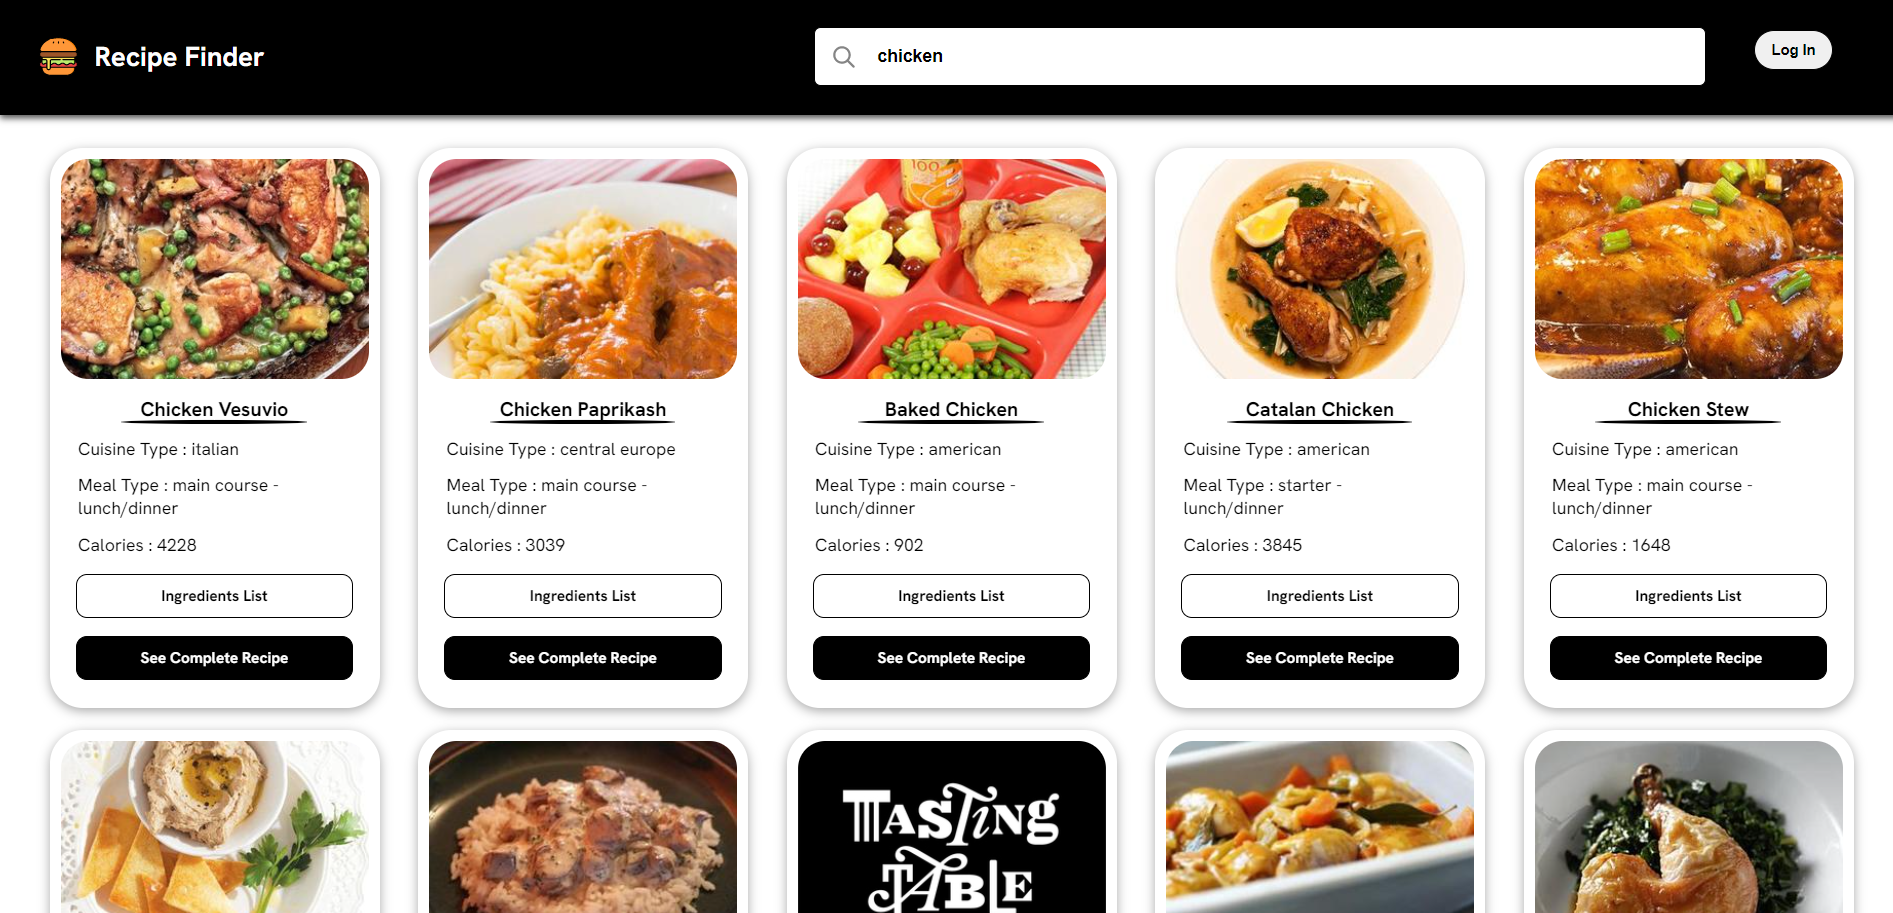 Recipe Finder
chicken
Log In
Chicken Vesuvio
Cuisine Type : italian
Meal Type : main course -
lunch/dinner
Calories : 4228
Ingredients List
See Complete Recipe
Chicken Paprikash
Cuisine Type : central europe
Meal Type : main course -
lunch/dinner
Calories : 3039
Ingredients List
See Complete Recipe
100
Baked Chicken
Cuisine Type : american
Meal Type : main course -
lunch/dinner
Calories : 902
Ingredients List
See Complete Recipe
Catalan Chicken
Cuisine Type : american
Meal Type : starter -
lunch/dinner
Calories : 3845
Ingredients List
See Complete Recipe
Chicken Stew
Cuisine Type : american
Meal Type : main course -
lunch/dinner
Calories : 1648
Ingredients List
See Complete Recipe
TASTiNg
TABLE